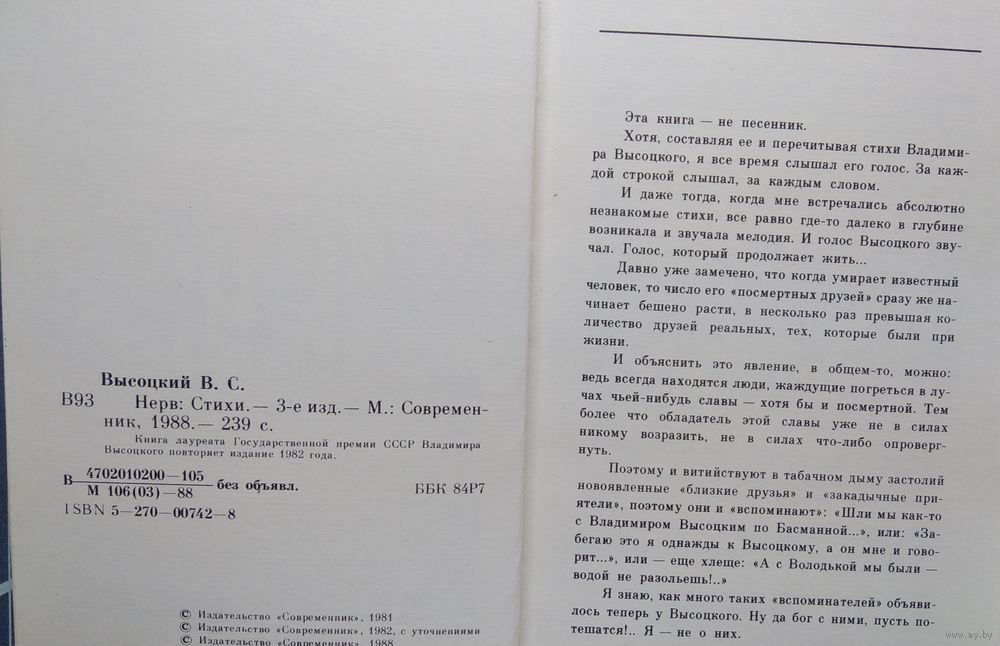 Высоцкий В. С.
В93
Нерв: Стихи.— 3-е изд.— М.: Современ-
ник, 1988.— 239 с.
Книга лауреата Государственной премии СССР Владимира
Высоцкого повторяет издание 1982 года.
В 4702010200—105
М 106(03)—88 без объявл.
ББК 84Р7
ISBN 5—270—00742—8
© Издательство «Современник», 1981
© Издательство «Современник», 1982, с уточнениями
© Издательство «Современник», 1988
Эта книга — не песенник.
Хотя, составляя ее и перечитывая стихи Владими-
ра Высоцкого, я все время слышал его голос. За каж-
дой строкой слышал, за каждым словом.
И даже тогда, когда мне встречались абсолютно
незнакомые стихи, все равно где-то далеко в глубине
возникала и звучала мелодия. И голос Высоцкого зву-
чал. Голос, который продолжает жить...
Давно уже замечено, что когда умирает известный
человек, то число его «посмертных друзей» сразу же на-
чинает бешено расти, в несколько раз превышая ко-
личество друзей реальных, тех, которые были при
жизни.
И объяснить это явление, в общем-то, можно:
ведь всегда находятся люди, жаждущие погреться в лу-
чах чьей-нибудь славы — хотя бы и посмертной. Тем
более что обладатель этой славы уже не в силах
никому возразить, не в силах что-либо опроверг-
нуть.
Поэтому и витийствуют в табачном дыму застолий
новоявленные «близкие друзья» и «закадычные при-
ятели», поэтому они и «вспоминают»: «Шли мы как-то
с Владимиром Высоцким по Басманной...», или: «За-
бегаю это я однажды к Высоцкому, а он мне и гово-
рит...», или — еще хлеще: «А с Володькой мы были —
водой не разольешь!..»
Я знаю, как много таких «вспоминателей» объяви-
лось теперь у Высоцкого. Ну да бог с ними, пусть по-
тешатся!.. Я — не о них.
www.ay.by